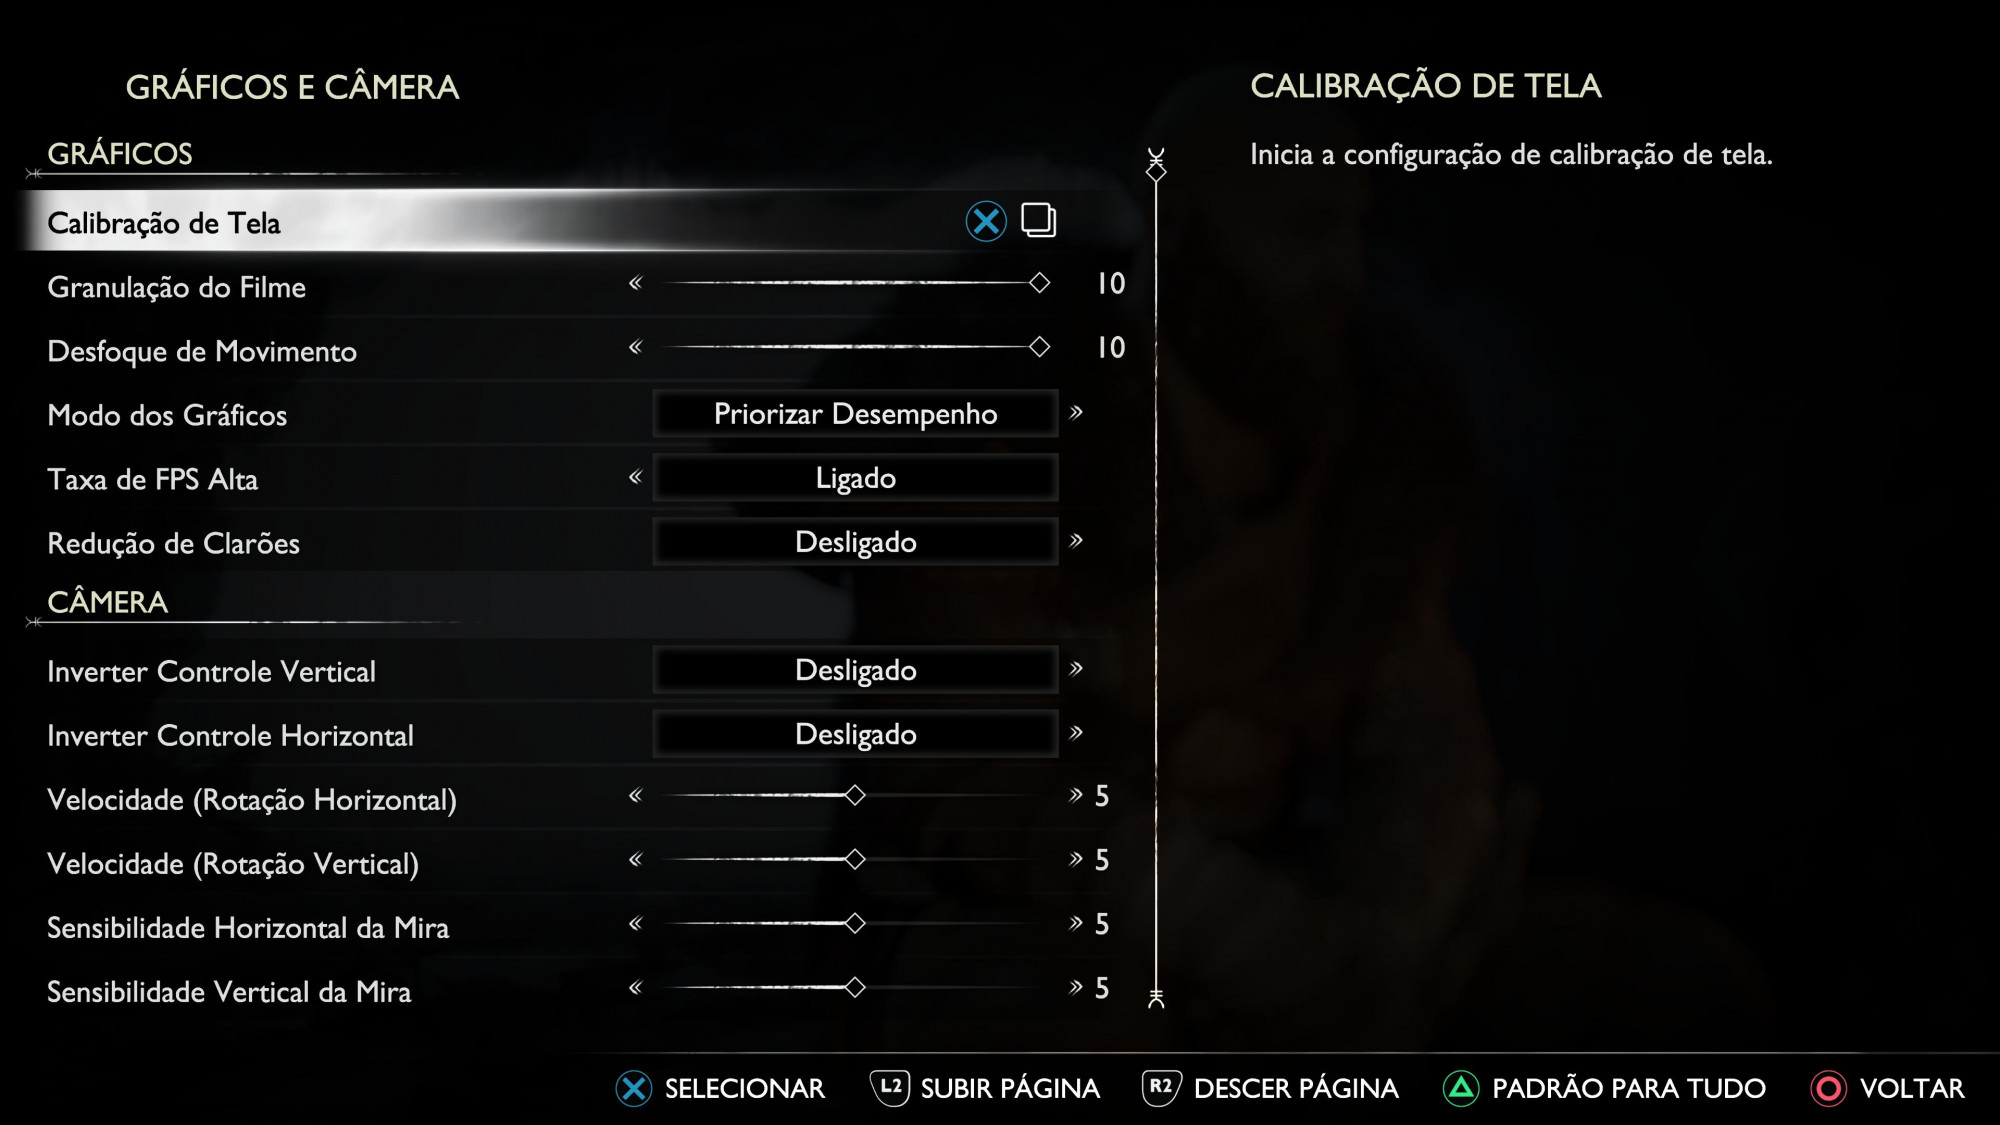 GRÁFICOS E CÂMERA
GRÁFICOS
Calibração de Tela
Granulação do Filme 10
Desfoque de Movimento 10
Modo dos Gráficos Priorizar Desempenho
Taxa de FPS Alta Ligado
Redução de Clarões Desligado
CÂMERA
Inverter Controle Vertical Desligado
Inverter Controle Horizontal Desligado
Velocidade (Rotação Horizontal) 5
Velocidade (Rotação Vertical) 5
Sensibilidade Horizontal da Mira 5
Sensibilidade Vertical da Mira 5
CALIBRAÇÃO DE TELA
Inicia a configuração de calibração de tela.
SELECIONAR L2 SUBIR PÁGINA R2 DESCER PÁGINA PADRÃO PARA TUDO VOLTAR